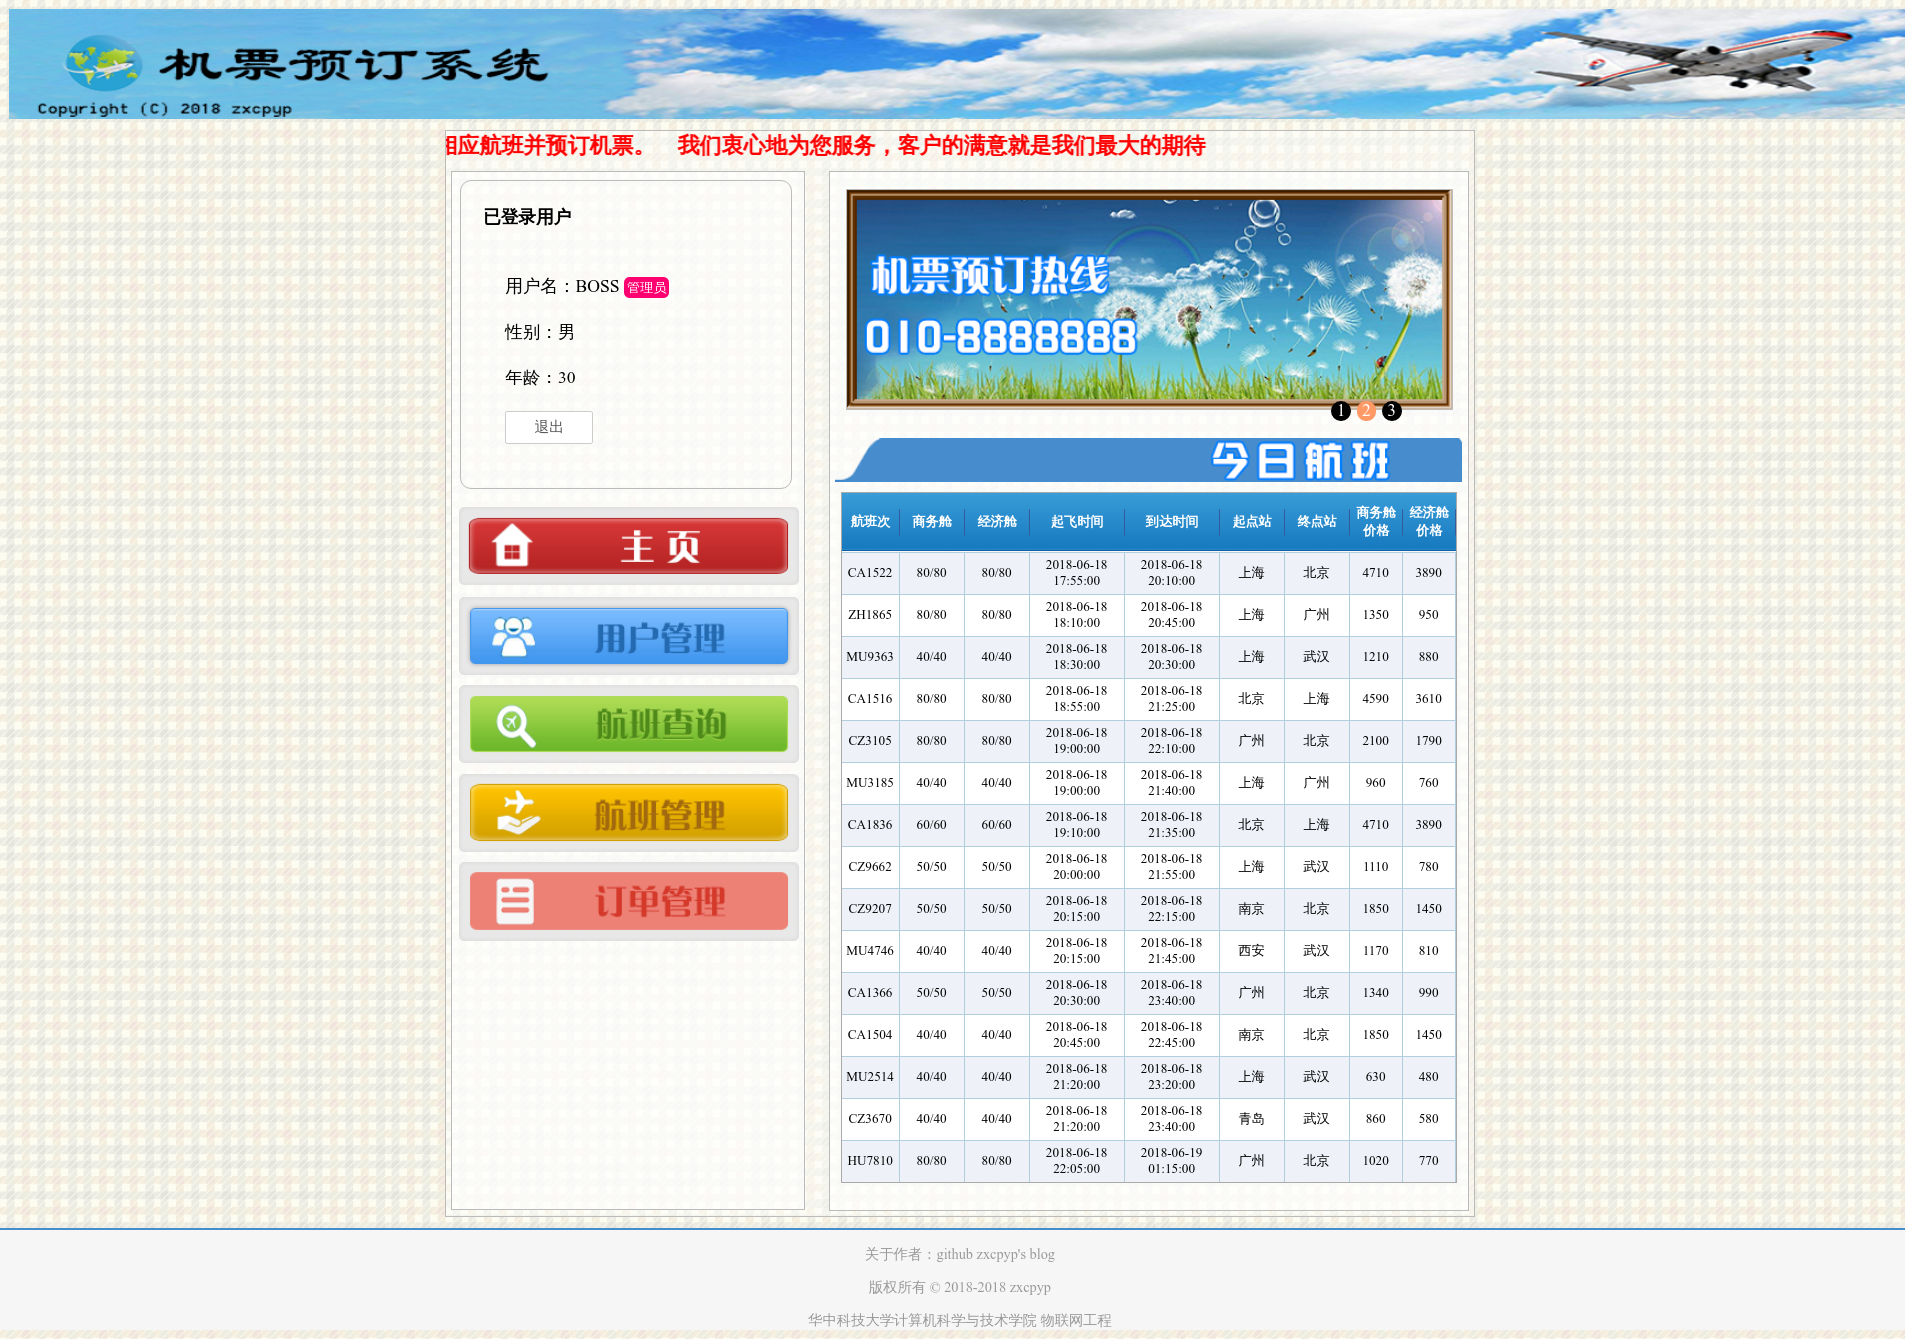 机票预订系统
Copyright (C) 2018 zxcpyp
相应航班并预订机票。 我们衷心地为您服务，客户的满意就是我们最大的期待
已登录用户
用户名：BOSS 管理员
性别：男
年龄：30
退出
主页
用户管理
航班查询
航班管理
订单管理
机票预订热线
010-8888888
1 2 3
今日航班
航班次 商务舱 经济舱 起飞时间 到达时间 起点站 终点站 商务舱价格 经济舱价格
CA1522 80/80 80/80 2018-06-18 17:55:00 2018-06-18 20:10:00 上海 北京 4710 3890
ZH1865 80/80 80/80 2018-06-18 18:10:00 2018-06-18 20:45:00 上海 广州 1350 950
MU9363 40/40 40/40 2018-06-18 18:30:00 2018-06-18 20:30:00 上海 武汉 1210 880
CA1516 80/80 80/80 2018-06-18 18:55:00 2018-06-18 21:25:00 北京 上海 4590 3610
CZ3105 80/80 80/80 2018-06-18 19:00:00 2018-06-18 22:10:00 广州 北京 2100 1790
MU3185 40/40 40/40 2018-06-18 19:00:00 2018-06-18 21:40:00 上海 广州 960 760
CA1836 60/60 60/60 2018-06-18 19:10:00 2018-06-18 21:35:00 北京 上海 4710 3890
CZ9662 50/50 50/50 2018-06-18 20:00:00 2018-06-18 21:55:00 上海 武汉 1110 780
CZ9207 50/50 50/50 2018-06-18 20:15:00 2018-06-18 22:15:00 南京 北京 1850 1450
MU4746 40/40 40/40 2018-06-18 20:15:00 2018-06-18 21:45:00 西安 武汉 1170 810
CA1366 50/50 50/50 2018-06-18 20:30:00 2018-06-18 23:40:00 广州 北京 1340 990
CA1504 40/40 40/40 2018-06-18 20:45:00 2018-06-18 22:45:00 南京 北京 1850 1450
MU2514 40/40 40/40 2018-06-18 21:20:00 2018-06-18 23:20:00 上海 武汉 630 480
CZ3670 40/40 40/40 2018-06-18 21:20:00 2018-06-18 23:40:00 青岛 武汉 860 580
HU7810 80/80 80/80 2018-06-18 22:05:00 2018-06-19 01:15:00 广州 北京 1020 770
关于作者：github zxcpyp's blog
版权所有 © 2018-2018 zxcpyp
华中科技大学计算机科学与技术学院 物联网工程